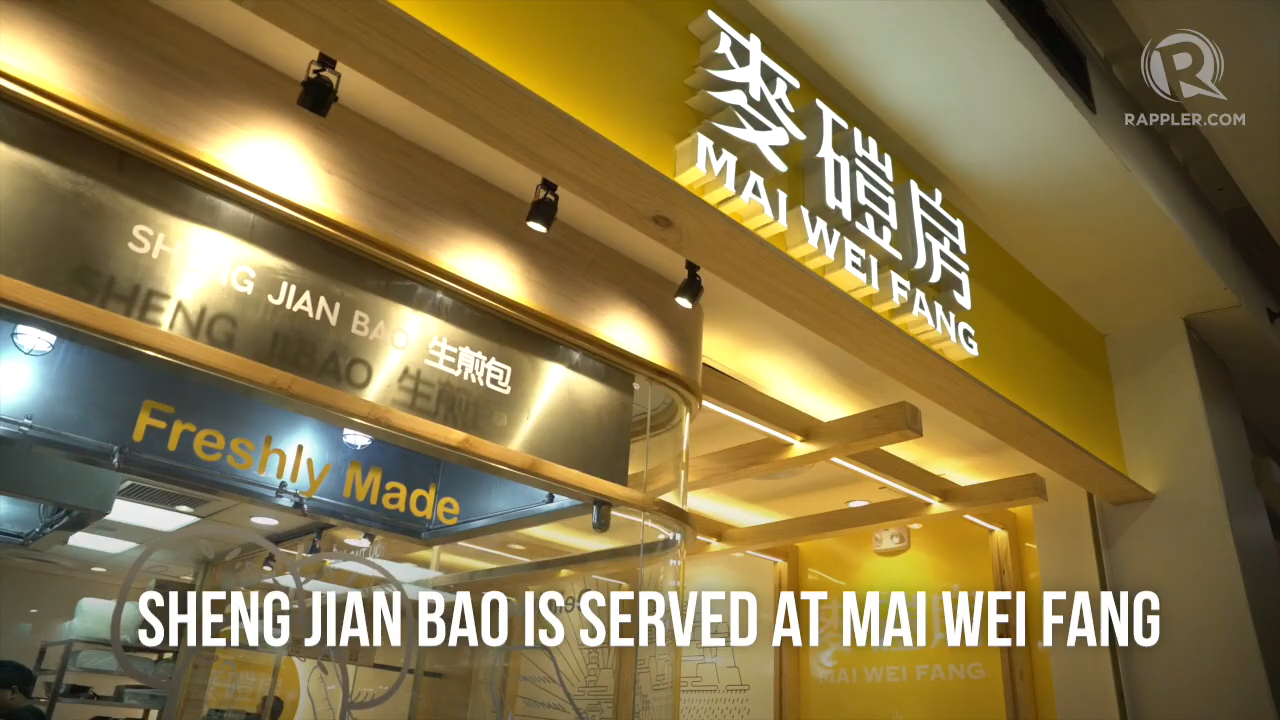 RAPPLER.COM
麥磑房
MAI WEI FANG
SHENG JIAN BAO 生煎包
Freshly Made
SHENG JIAN BAO IS SERVED AT MAI WEI FANG
MAI WEI FANG